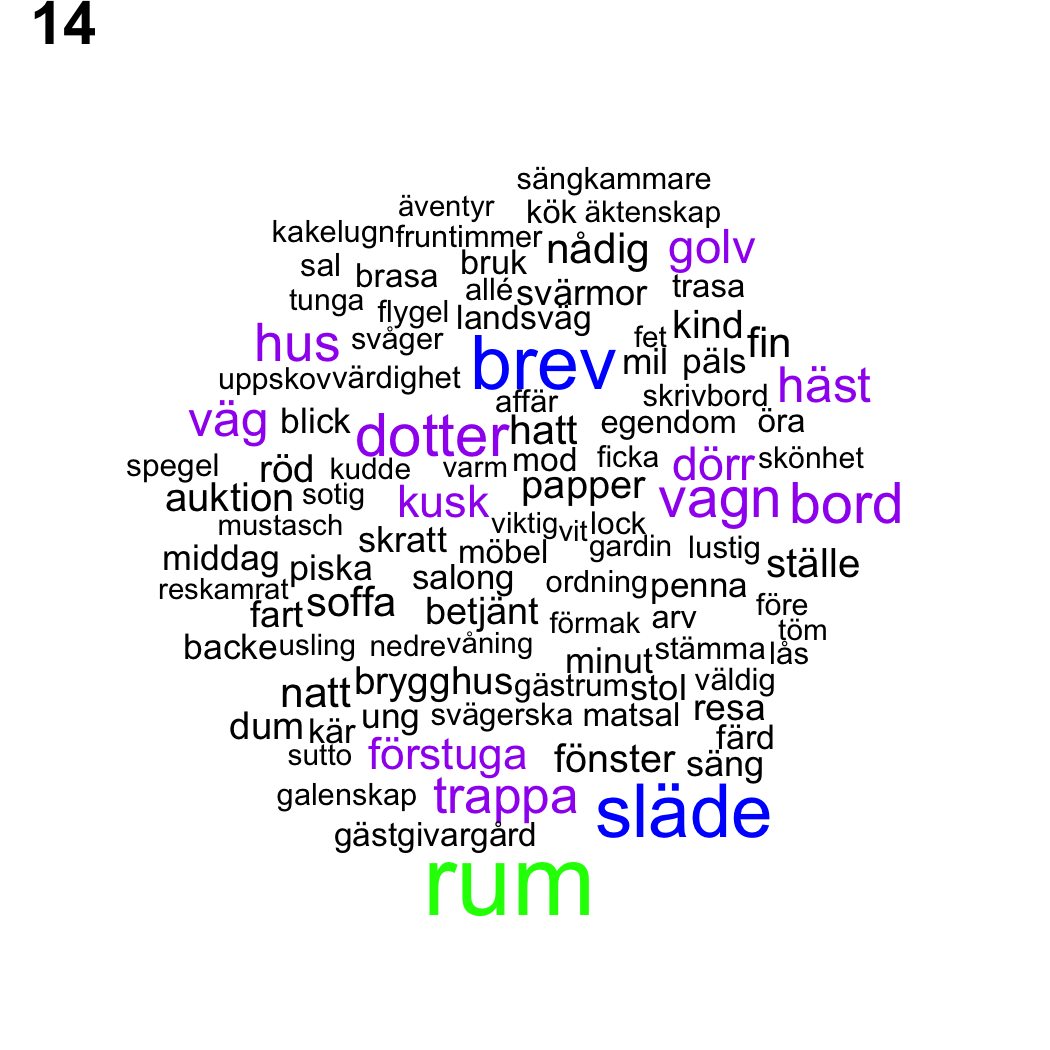 14
sängkammare
äventyr kök äktenskap
kakelugn fruntimmer nådig golv
sal brasa bruk
tunga allé svärmor trasa
flygel landsväg kind
hus svåger brev fet mil päls fin
uppskov värdighet skrivbord häst
väg blick affär egendom öra
dotter hatt
spegel röd kudde varm mod ficka dörr skönhet
auktion sotig kusk papper vagn bord
mustasch viktig vit lock
skratt möbel gardin lustig
middag piska salong ordning penna ställe
reskamrat
fart soffa betjänt förmak arv före
töm
backe usling nedre våning stämma lås
minut
natt brygghus gästrum stol väldig
dum kär ung svägerska matsal resa
färd
sutto förstuga fönster säng
galenskap trappa släde
gästgivargård
rum